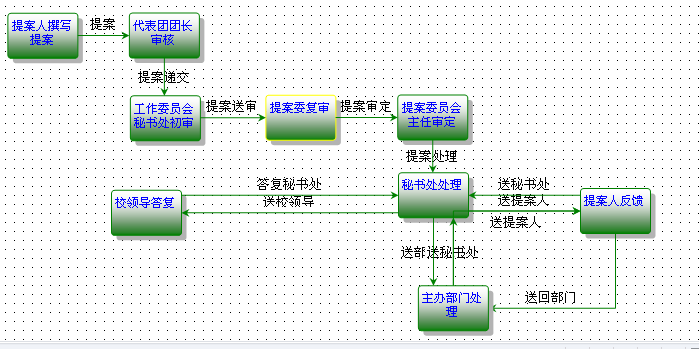 提案人撰写
提案
提案
代表团团长
审核
提案递交
工作委员会
秘书处初审
提案送审
提案委复审
提案审定
提案委员会
主任审定
提案处理
秘书处处理
答复秘书处
送校领导
校领导答复
送秘书处
送提案人
送提案人
提案人反馈
送部
送秘书处
主办部门处
理
送回部门